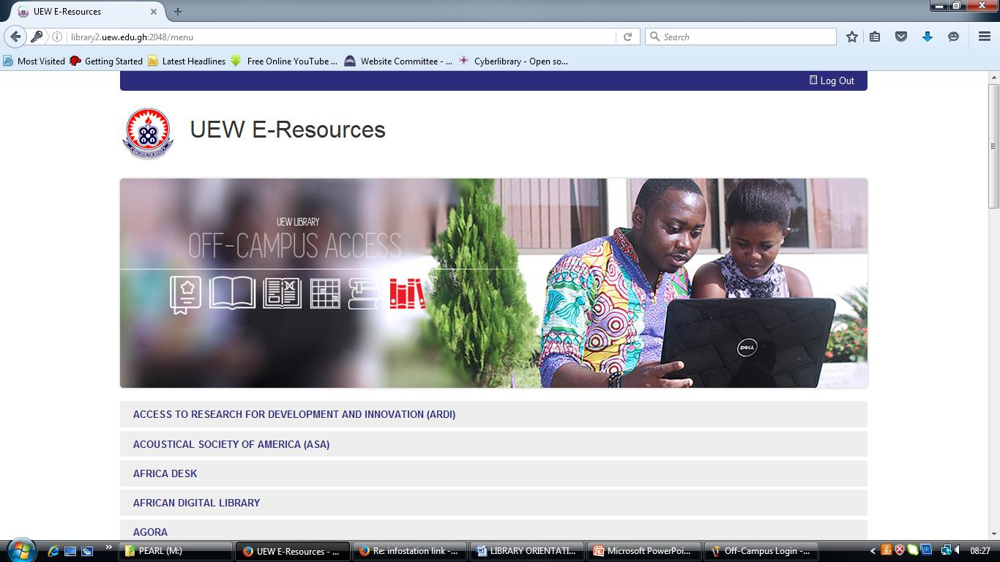 UEW E-Resources
library2.uew.edu.gh:2048/menu
Search
Most Visited
Getting Started
Latest Headlines
Free Online YouTube ...
Website Committee - ...
Cyberlibrary - Open so...
Log Out
UEW E-Resources
UEW LIBRARY
OFF-CAMPUS ACCESS
DELL
ACCESS TO RESEARCH FOR DEVELOPMENT AND INNOVATION (ARDI)
ACOUSTICAL SOCIETY OF AMERICA (ASA)
AFRICA DESK
AFRICAN DIGITAL LIBRARY
AGORA
PEARL (M:)
UEW E-Resources - ...
Re: infostation link -...
LIBRARY ORIENTATI...
Microsoft PowerPoi...
Off-Campus Login -...
08:27